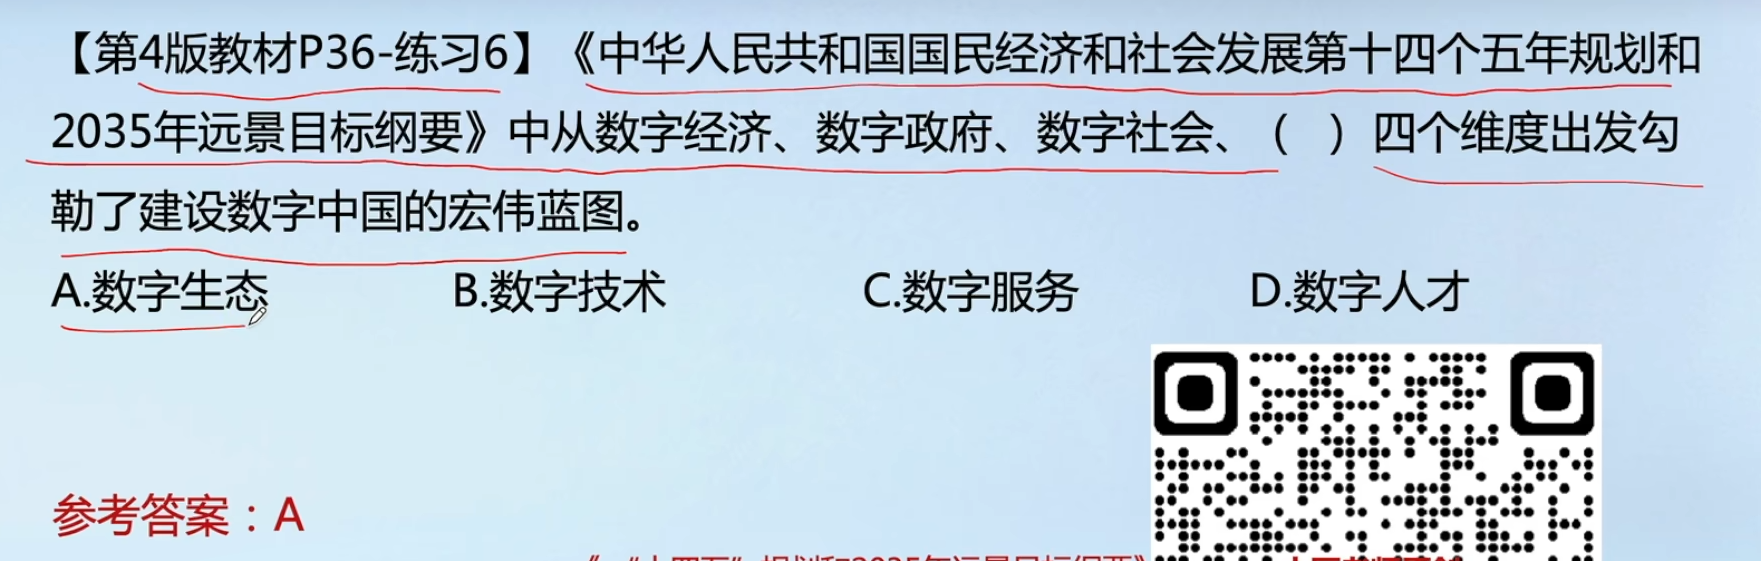 【第4版教材P36-练习6】《中华人民共和国国民经济和社会发展第十四个五年规划和
2035年远景目标纲要》中从数字经济、数字政府、数字社会、（ ）四个维度出发勾
勒了建设数字中国的宏伟蓝图。
A.数字生态 B.数字技术 C.数字服务 D.数字人才
参考答案：A